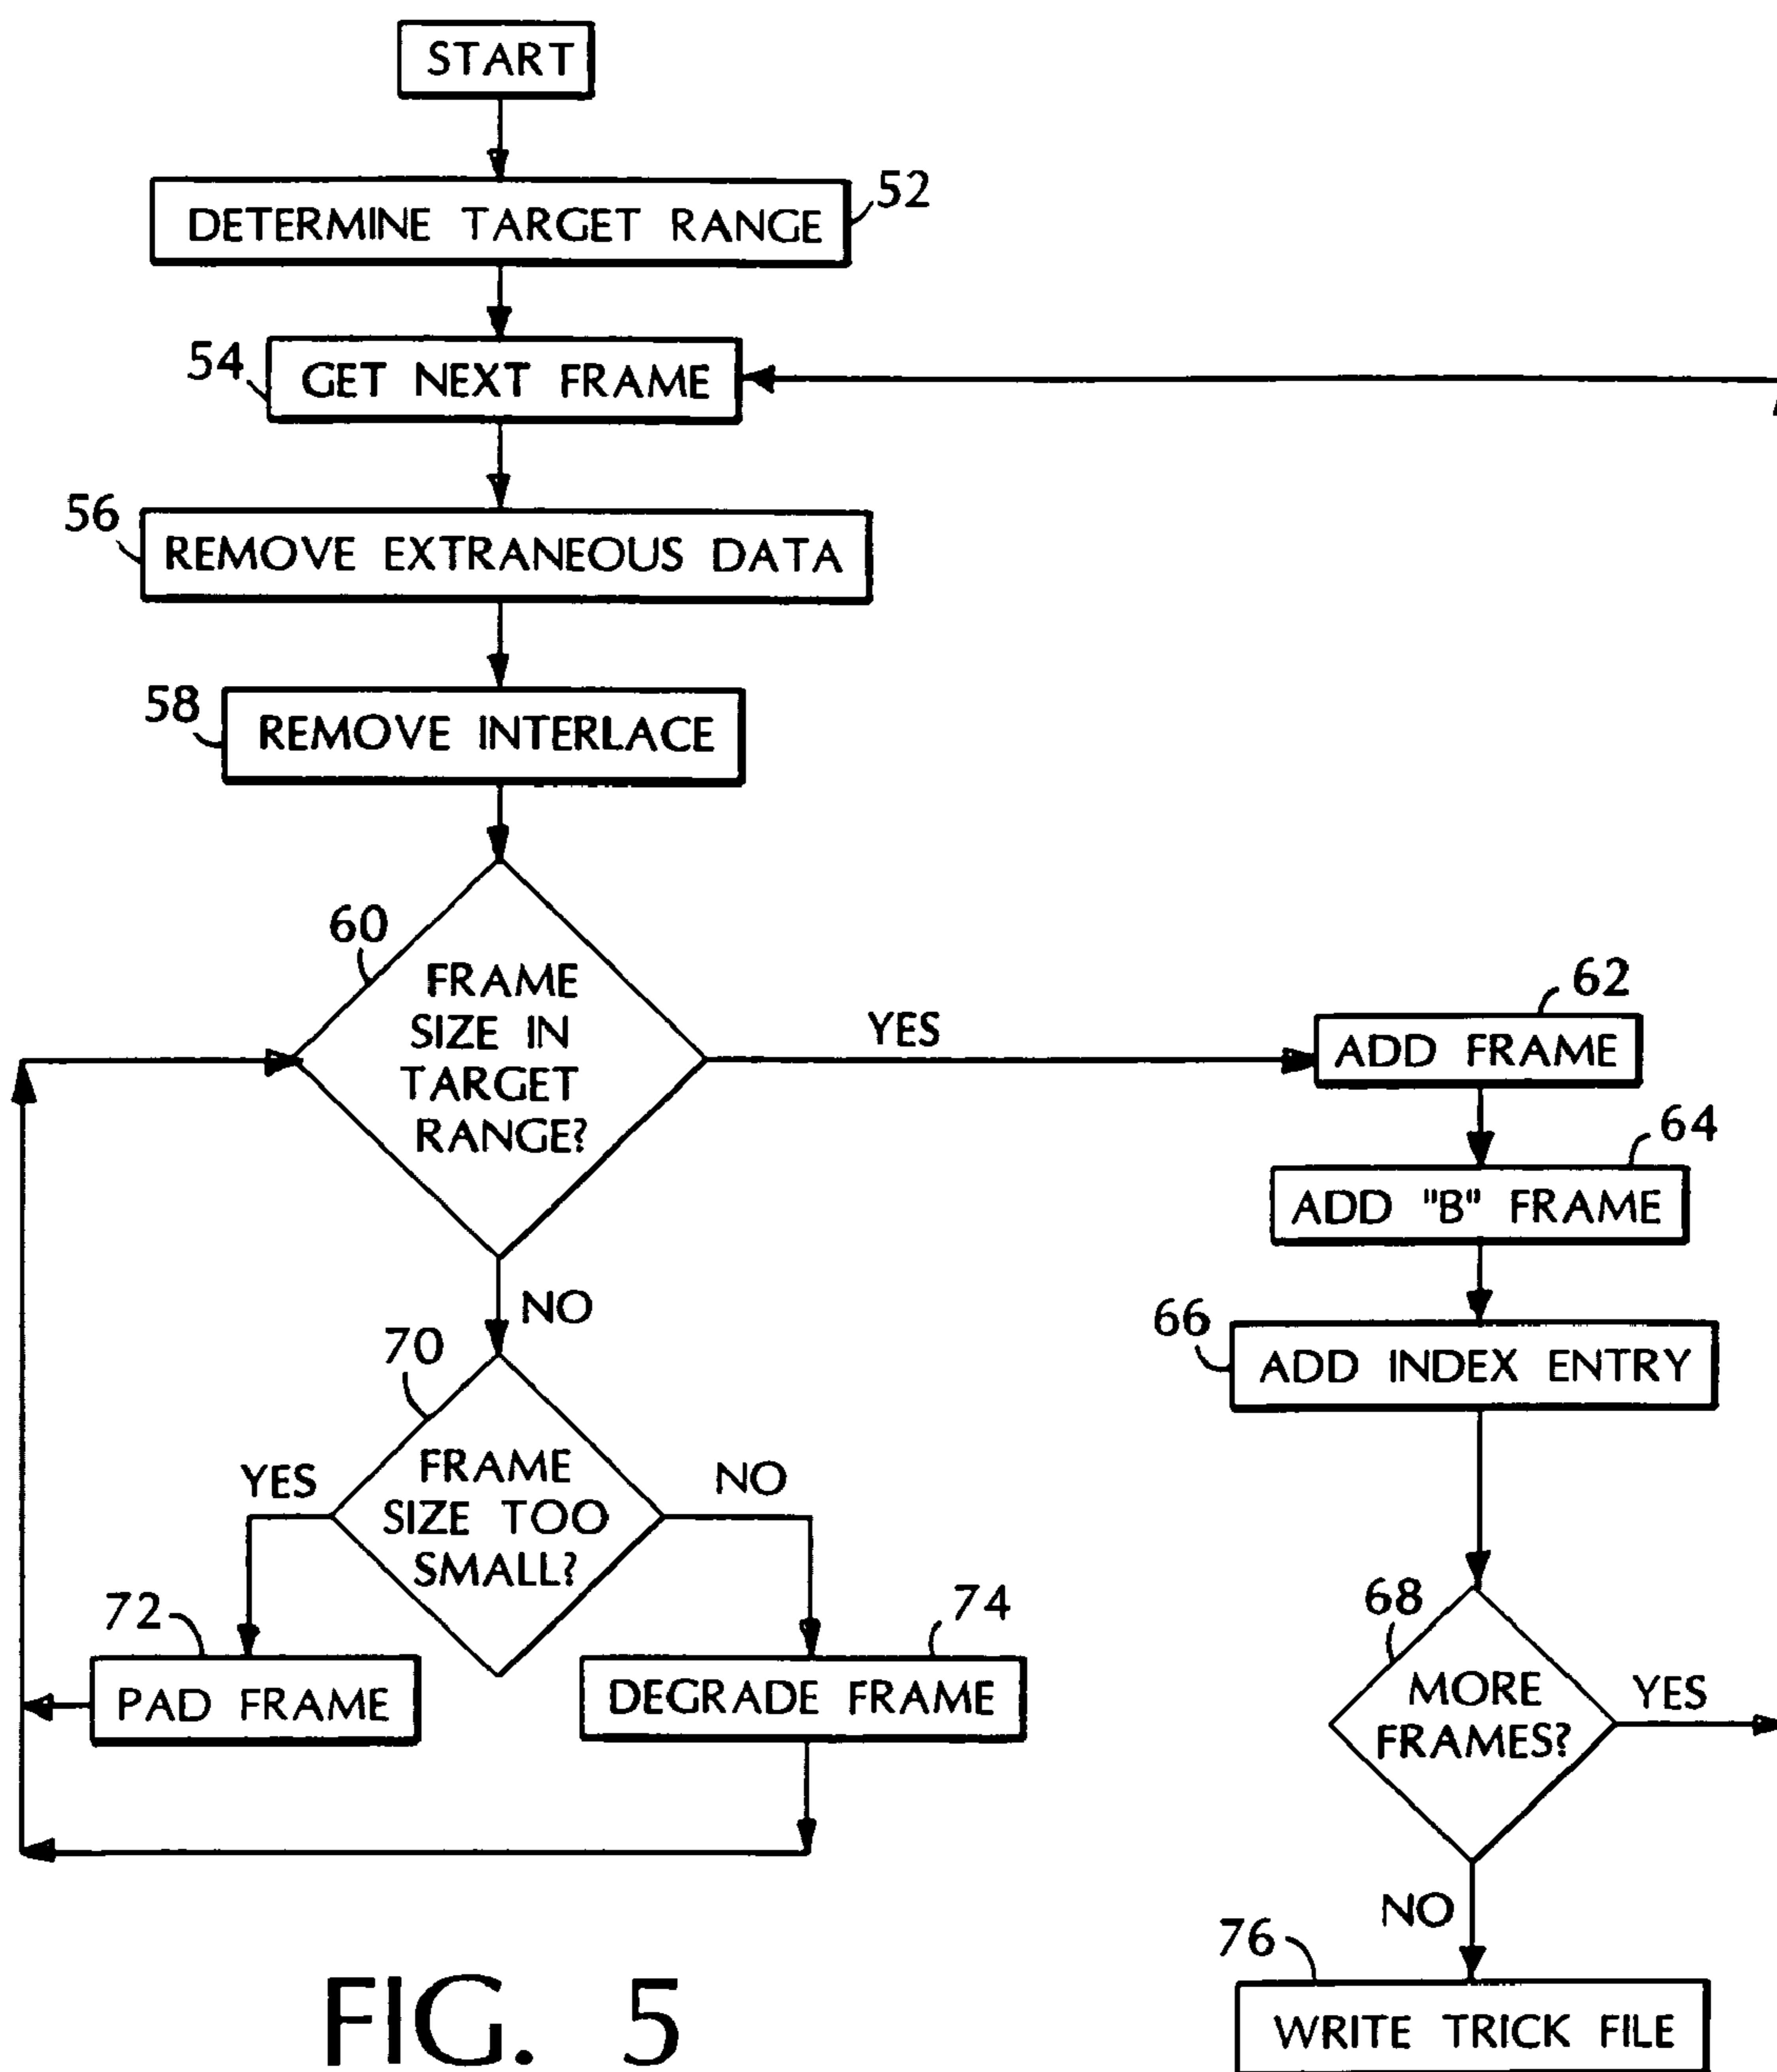 START
DETERMINE TARGET RANGE
52
54
GET NEXT FRAME
56
REMOVE EXTRANEOUS DATA
58
REMOVE INTERLACE
60
FRAME
SIZE IN
TARGET
RANGE?
YES
62
ADD FRAME
64
ADD "B" FRAME
66
ADD INDEX ENTRY
NO
70
FRAME
SIZE TOO
SMALL?
YES
NO
72
PAD FRAME
74
DEGRADE FRAME
68
MORE
FRAMES?
YES
NO
76
WRITE TRICK FILE
FIG. 5